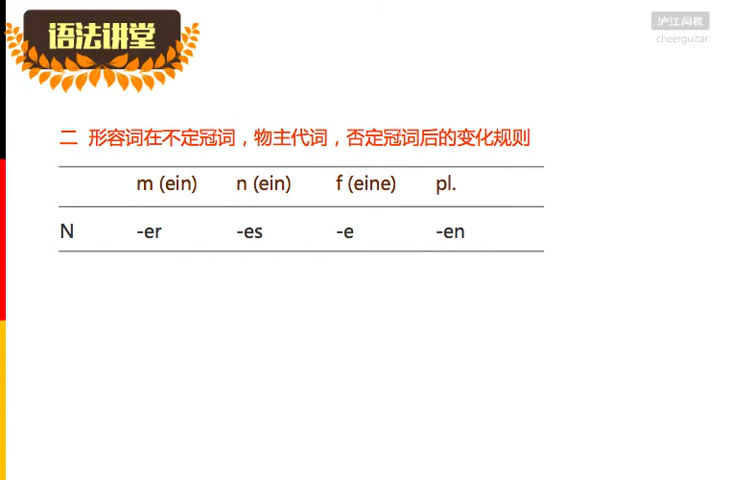 语法讲堂
沪江网校
cheerguitar
二 形容词在不定冠词，物主代词，否定冠词后的变化规则
m (ein) n (ein) f (eine) pl.
N -er -es -e -en